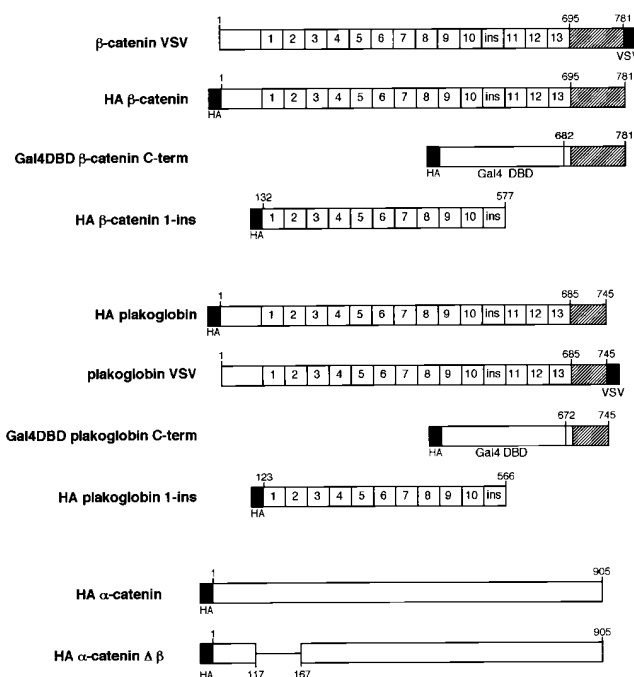 1 695 781
β-catenin VSV 1 2 3 4 5 6 7 8 9 10 ins 11 12 13
VSV
1 695 781
HA β-catenin 1 2 3 4 5 6 7 8 9 10 ins 11 12 13
HA
682 781
Gal4DBD β-catenin C-term
HA Gal4 DBD
132 577
HA β-catenin 1-ins 1 2 3 4 5 6 7 8 9 10 ins
HA
1 685 745
HA plakoglobin 1 2 3 4 5 6 7 8 9 10 ins 11 12 13
HA
1 685 745
plakoglobin VSV 1 2 3 4 5 6 7 8 9 10 ins 11 12 13
VSV
672 745
Gal4DBD plakoglobin C-term
HA Gal4 DBD
123 566
HA plakoglobin 1-ins 1 2 3 4 5 6 7 8 9 10 ins
HA
1 905
HA α-catenin
HA
1 905
HA α-catenin Δ β
HA 117 167